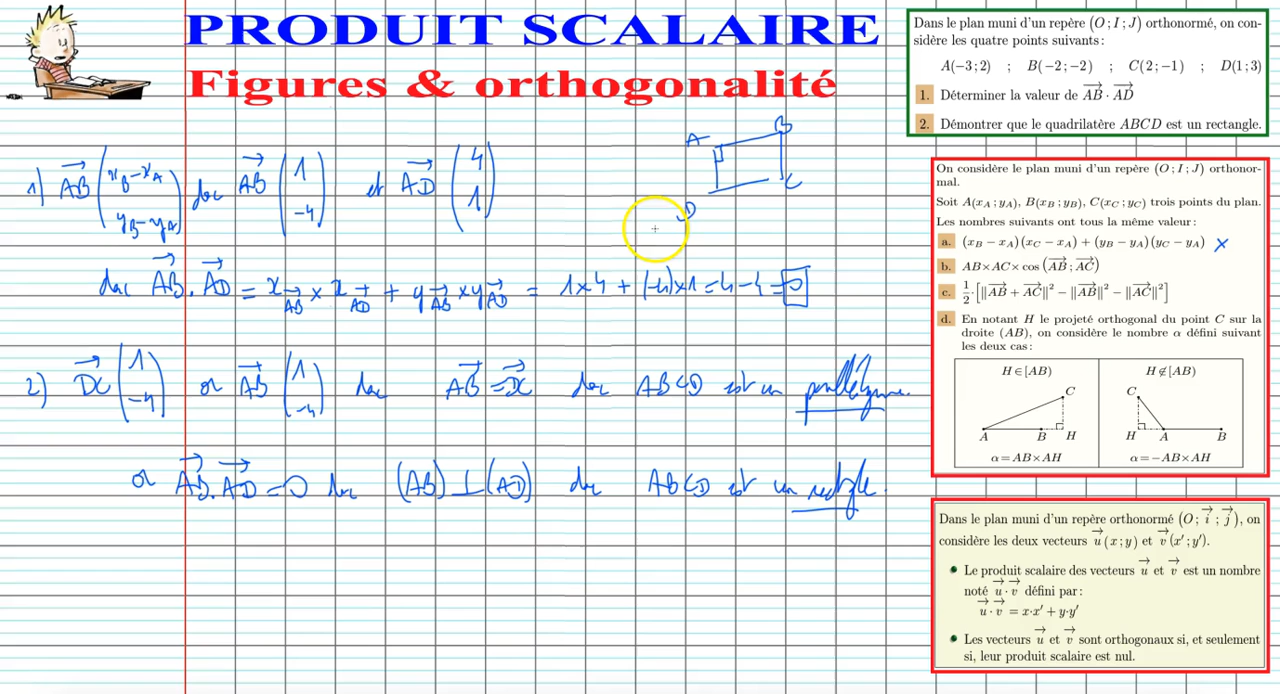 PRODUIT SCALAIRE
Figures & orthogonalité
1) AB (xB-xA yB-yA) donc AB (1 -4) et AD (4 1)
A B C D
donc AB . AD = xAB × xAD + yAB × yAD = 1×4 + (-4)×1 = 4-4 = 0
2) DC (1 -4) or AB (1 -4) donc AB = DC donc ABCD est un parallélogramme.
or AB . AD = 0 donc (AB) ⊥ (AD) donc ABCD est un rectangle.
Dans le plan muni d'un repère (O ; I ; J) orthonormé, on con-
sidère les quatre points suivants :
A(−3 ; 2) ; B(−2 ; −2) ; C(2 ; −1) ; D(1 ; 3)
1. Déterminer la valeur de AB · AD
2. Démontrer que le quadrilatère ABCD est un rectangle.
On considère le plan muni d'un repère (O ; I ; J) orthonor-
mal.
Soit A(xA ; yA), B(xB ; yB), C(xC ; yC) trois points du plan.
Les nombres suivants ont tous la même valeur :
a. (xB − xA)(xC − xA) + (yB − yA)(yC − yA) ×
b. AB×AC×cos (AB ; AC)
c. 1/2 · [‖AB + AC‖² − ‖AB‖² − ‖AC‖²]
d. En notant H le projeté orthogonal du point C sur la
droite (AB), on considère le nombre α défini suivant
les deux cas :
H∈[AB) H∉[AB)
C C
A B H H A B
α = AB×AH α = −AB×AH
Dans le plan muni d'un repère orthonormé (O ; i ; j), on
considère les deux vecteurs u (x ; y) et v (x′ ; y′).
• Le produit scalaire des vecteurs u et v est un nombre
noté u · v défini par :
u · v = x·x′ + y·y′
• Les vecteurs u et v sont orthogonaux si, et seulement
si, leur produit scalaire est nul.